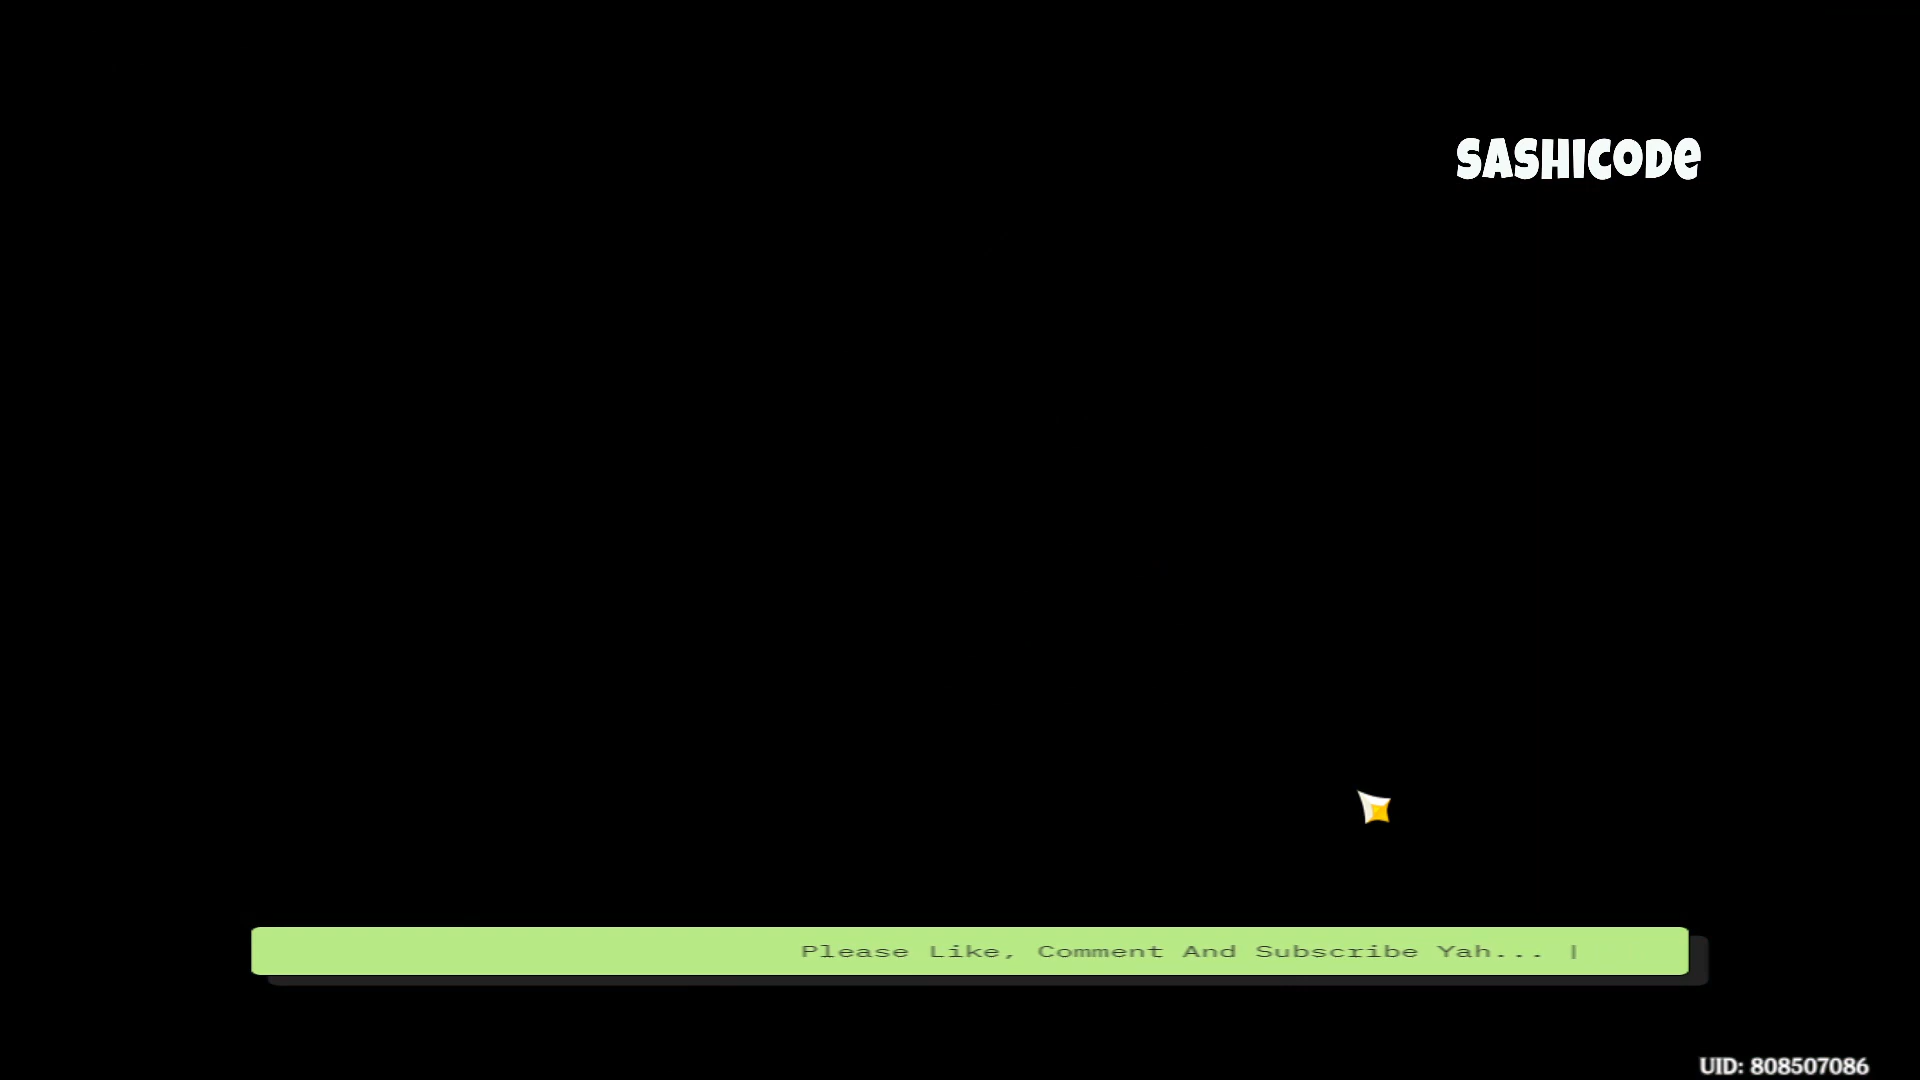 SASHICODE
Please Like, Comment And Subscribe Yah... |
UID: 808507086